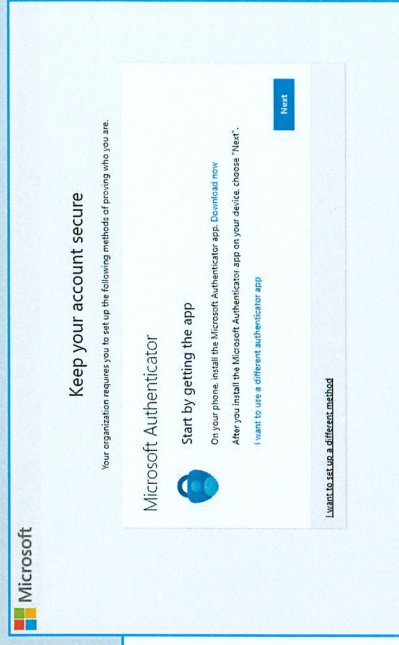 Microsoft
Keep your account secure
Your organization requires you to set up the following methods of proving who you are.
Microsoft Authenticator
Start by getting the app
On your phone, install the Microsoft Authenticator app. Download now
After you install the Microsoft Authenticator app on your device, choose "Next".
I want to use a different authenticator app
Next
I want to set up a different method